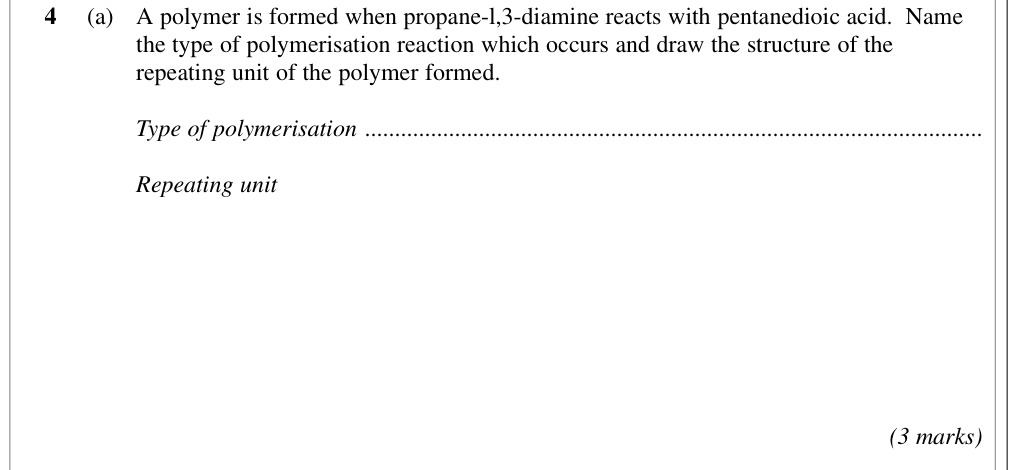 4 (a) A polymer is formed when propane-l,3-diamine reacts with pentanedioic acid. Name
the type of polymerisation reaction which occurs and draw the structure of the
repeating unit of the polymer formed.
Type of polymerisation ........................................................................................................
Repeating unit
(3 marks)